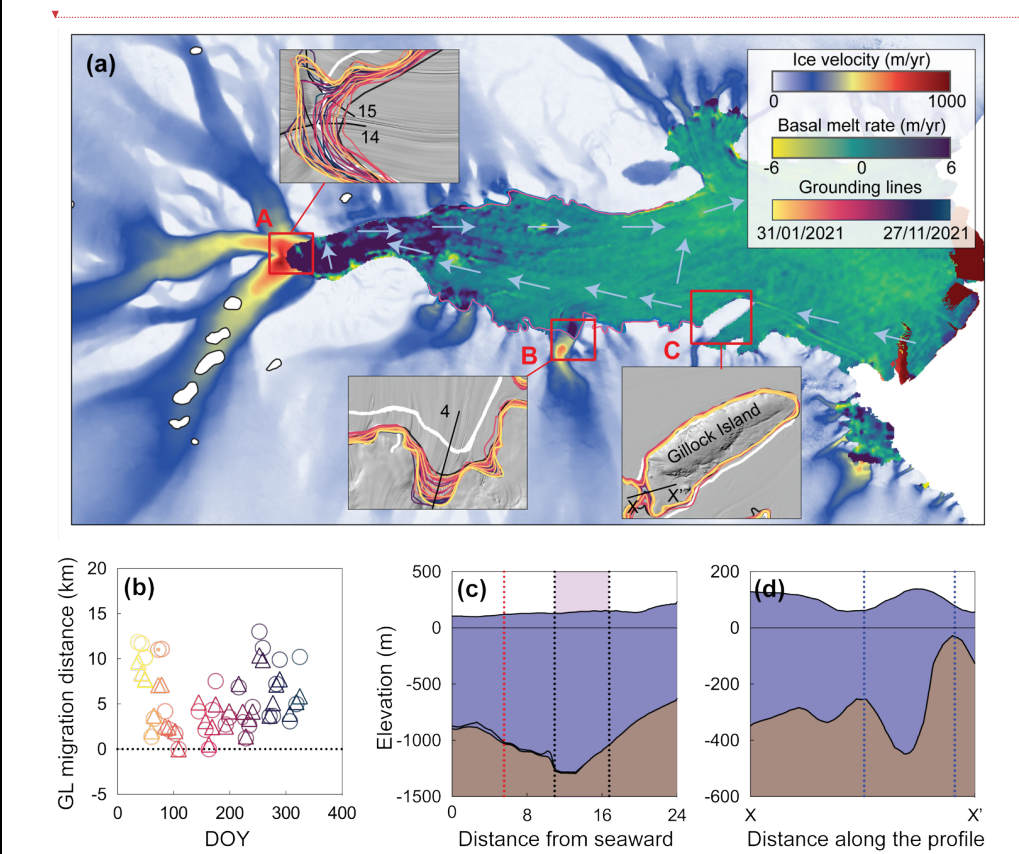 (a)
Ice velocity (m/yr)
0 1000
Basal melt rate (m/yr)
-6 0 6
Grounding lines
31/01/2021 27/11/2021
15
14
A
B
C
4
Gillock Island
X X'
(b)
GL migration distance (km)
20
15
10
5
0
-5
0 100 200 300 400
DOY
(c)
Elevation (m)
500
0
-500
-1000
-1500
0 8 16 24
Distance from seaward
(d)
200
0
-200
-400
-600
X X'
Distance along the profile